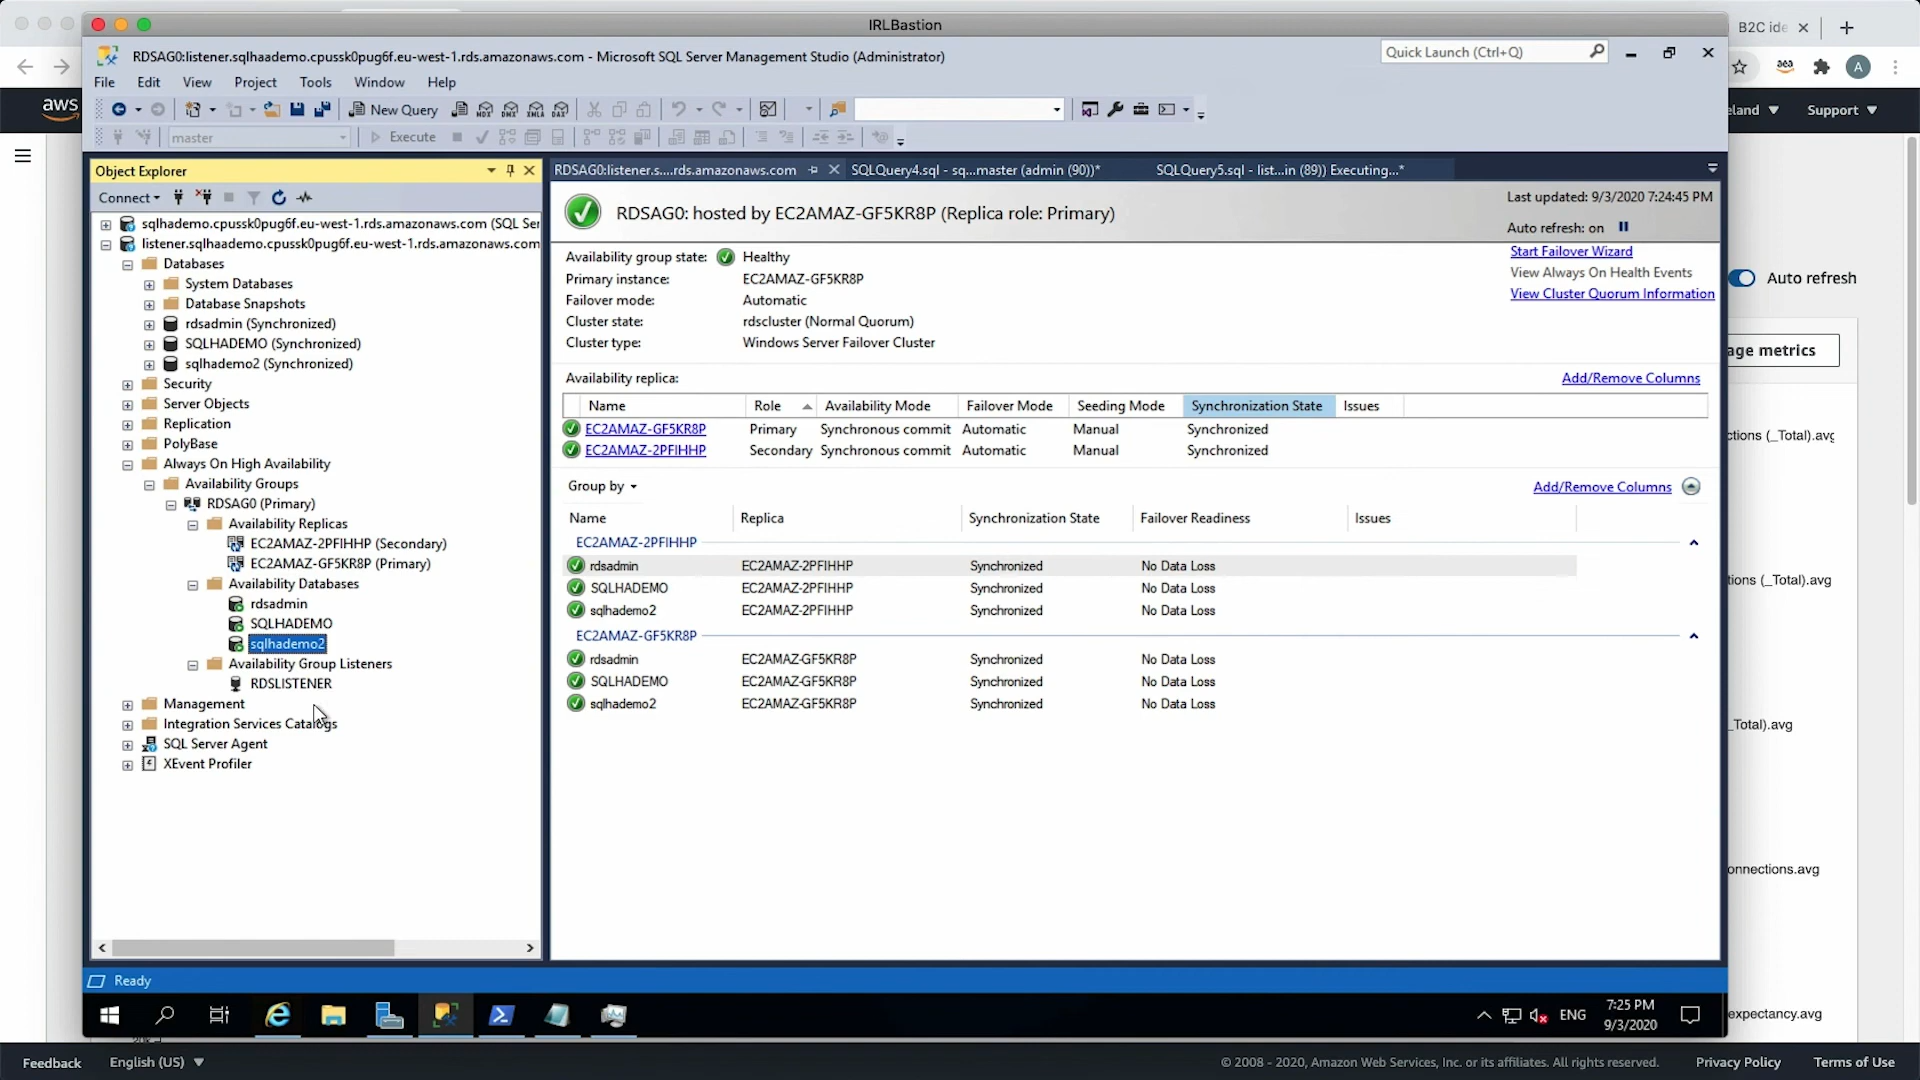 IRLBastion
B2C ide
RDSAG0:listener.sqlhaademo.cpussk0pug6f.eu-west-1.rds.amazonaws.com - Microsoft SQL Server Management Studio (Administrator)
Quick Launch (Ctrl+Q)
File Edit View Project Tools Window Help
aws
New Query
eland
Support
master
Execute
Object Explorer
RDSAG0:listener.s....rds.amazonaws.com
SQLQuery4.sql - sq...master (admin (90))*
SQLQuery5.sql - list...in (89)) Executing...*
Connect
sqlhademo.cpussk0pug6f.eu-west-1.rds.amazonaws.com (SQL Ser
listener.sqlhaademo.cpussk0pug6f.eu-west-1.rds.amazonaws.com
Databases
System Databases
Database Snapshots
rdsadmin (Synchronized)
SQLHADEMO (Synchronized)
sqlhademo2 (Synchronized)
Security
Server Objects
Replication
PolyBase
Always On High Availability
Availability Groups
RDSAG0 (Primary)
Availability Replicas
EC2AMAZ-2PFIHHP (Secondary)
EC2AMAZ-GF5KR8P (Primary)
Availability Databases
rdsadmin
SQLHADEMO
sqlhademo2
Availability Group Listeners
RDSLISTENER
Management
Integration Services Catalogs
SQL Server Agent
XEvent Profiler
RDSAG0: hosted by EC2AMAZ-GF5KR8P (Replica role: Primary)
Last updated: 9/3/2020 7:24:45 PM
Auto refresh: on
Availability group state: Healthy
Start Failover Wizard
Primary instance: EC2AMAZ-GF5KR8P
View Always On Health Events
Failover mode: Automatic
View Cluster Quorum Information
Cluster state: rdscluster (Normal Quorum)
Cluster type: Windows Server Failover Cluster
Availability replica:
Add/Remove Columns
Name Role Availability Mode Failover Mode Seeding Mode Synchronization State Issues
EC2AMAZ-GF5KR8P Primary Synchronous commit Automatic Manual Synchronized
EC2AMAZ-2PFIHHP Secondary Synchronous commit Automatic Manual Synchronized
Group by
Add/Remove Columns
Name Replica Synchronization State Failover Readiness Issues
EC2AMAZ-2PFIHHP
rdsadmin EC2AMAZ-2PFIHHP Synchronized No Data Loss
SQLHADEMO EC2AMAZ-2PFIHHP Synchronized No Data Loss
sqlhademo2 EC2AMAZ-2PFIHHP Synchronized No Data Loss
EC2AMAZ-GF5KR8P
rdsadmin EC2AMAZ-GF5KR8P Synchronized No Data Loss
SQLHADEMO EC2AMAZ-GF5KR8P Synchronized No Data Loss
sqlhademo2 EC2AMAZ-GF5KR8P Synchronized No Data Loss
Auto refresh
age metrics
ctions (_Total).avg
ons (_Total).avg
_Total).avg
onnections.avg
expectancy.avg
Ready
ENG
7:25 PM
9/3/2020
Feedback
English (US)
© 2008 - 2020, Amazon Web Services, Inc. or its affiliates. All rights reserved.
Privacy Policy
Terms of Use